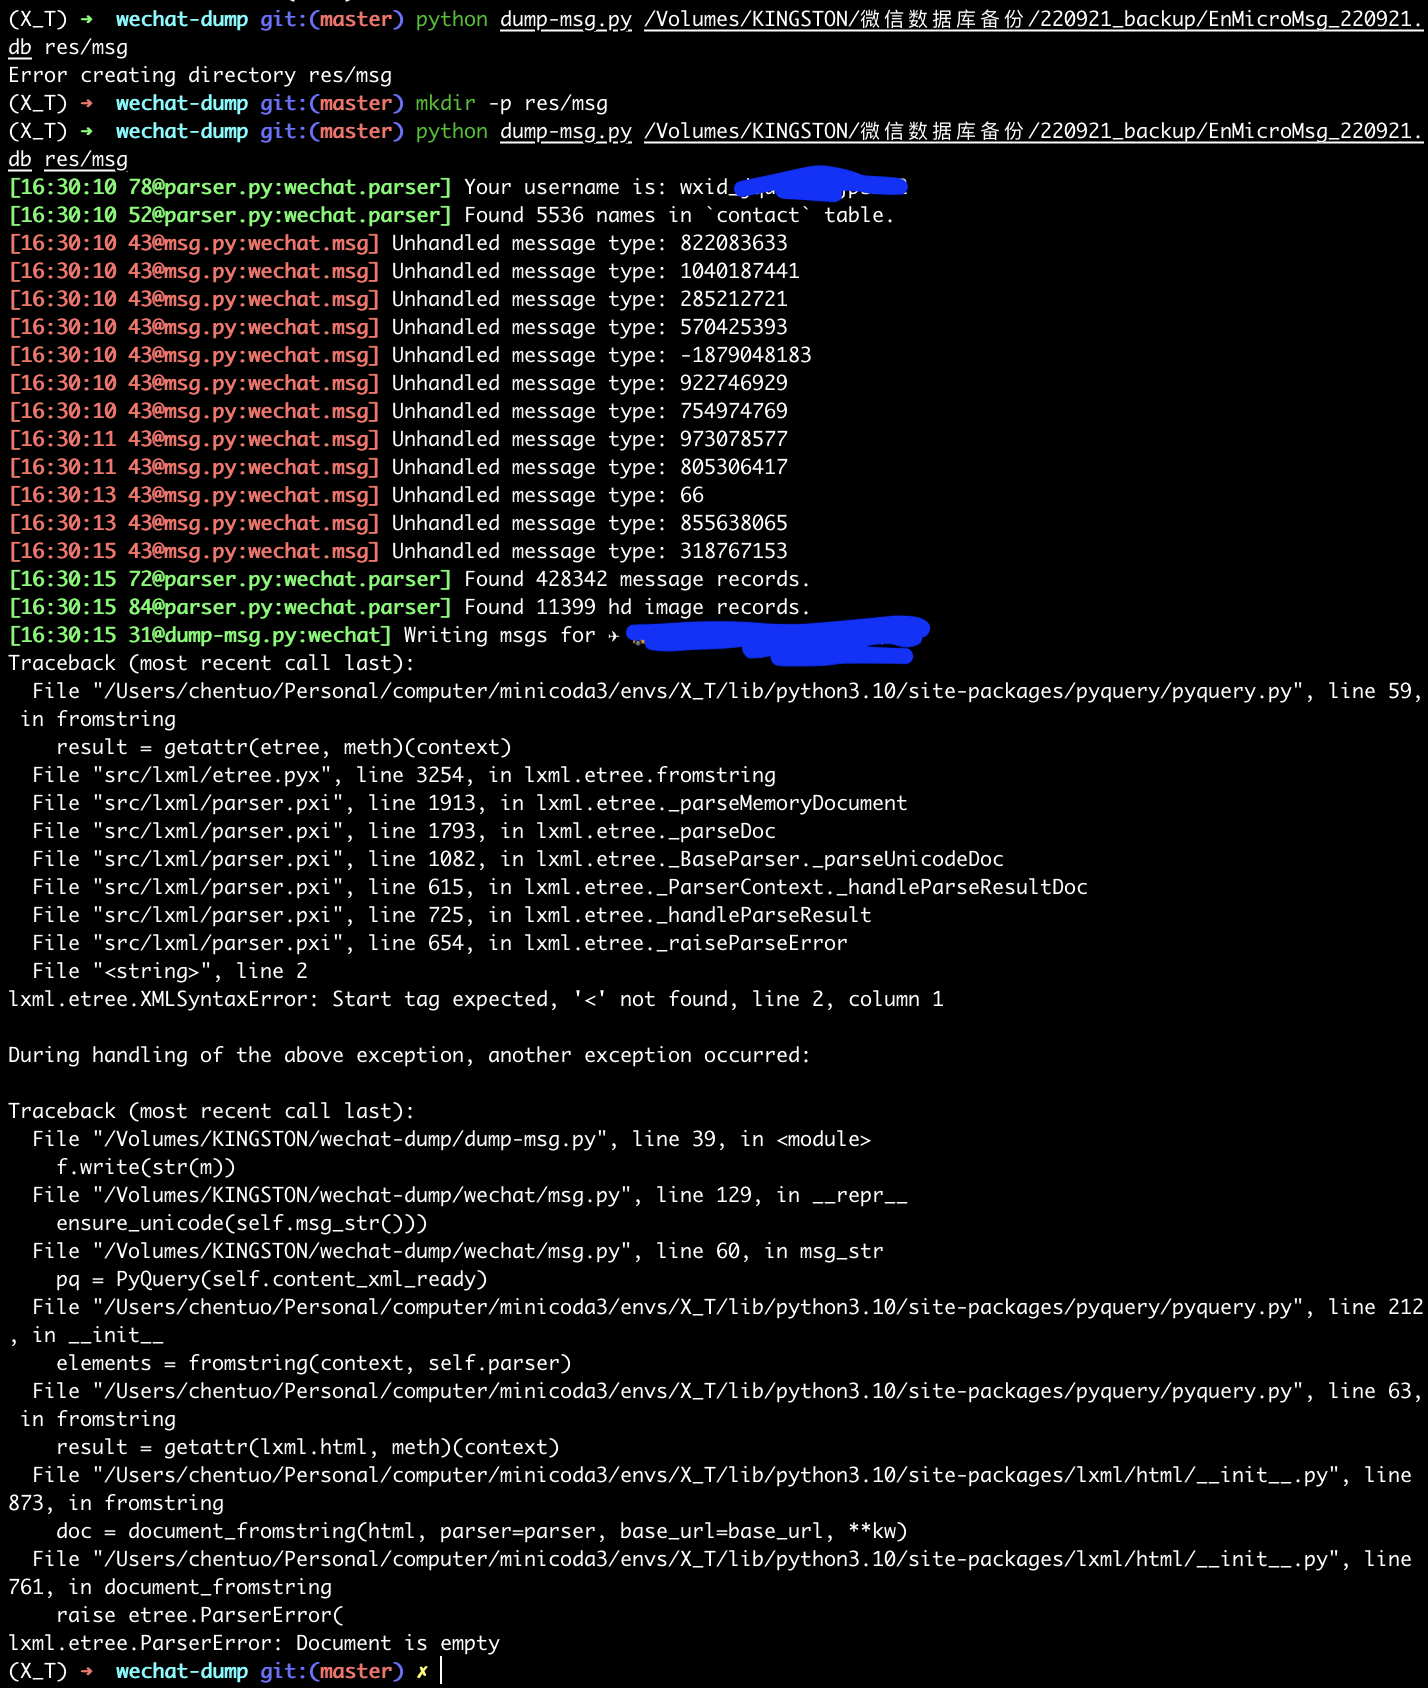 (X_T) ➜  wechat-dump git:(master) python dump-msg.py /Volumes/KINGSTON/微信数据库备份/220921_backup/EnMicroMsg_220921.
db res/msg
Error creating directory res/msg
(X_T) ➜  wechat-dump git:(master) mkdir -p res/msg
(X_T) ➜  wechat-dump git:(master) python dump-msg.py /Volumes/KINGSTON/微信数据库备份/220921_backup/EnMicroMsg_220921.
db res/msg
[16:30:10 78@parser.py:wechat.parser] Your username is:
[16:30:10 52@parser.py:wechat.parser] Found 5536 names in `contact` table.
[16:30:10 43@msg.py:wechat.msg] Unhandled message type: 822083633
[16:30:10 43@msg.py:wechat.msg] Unhandled message type: 1040187441
[16:30:10 43@msg.py:wechat.msg] Unhandled message type: 285212721
[16:30:10 43@msg.py:wechat.msg] Unhandled message type: 570425393
[16:30:10 43@msg.py:wechat.msg] Unhandled message type: -1879048183
[16:30:10 43@msg.py:wechat.msg] Unhandled message type: 922746929
[16:30:10 43@msg.py:wechat.msg] Unhandled message type: 754974769
[16:30:11 43@msg.py:wechat.msg] Unhandled message type: 973078577
[16:30:11 43@msg.py:wechat.msg] Unhandled message type: 805306417
[16:30:13 43@msg.py:wechat.msg] Unhandled message type: 66
[16:30:13 43@msg.py:wechat.msg] Unhandled message type: 855638065
[16:30:15 43@msg.py:wechat.msg] Unhandled message type: 318767153
[16:30:15 72@parser.py:wechat.parser] Found 428342 message records.
[16:30:15 84@parser.py:wechat.parser] Found 11399 hd image records.
[16:30:15 31@dump-msg.py:wechat] Writing msgs for ✈
Traceback (most recent call last):
  File "/Users/chentuo/Personal/computer/minicoda3/envs/X_T/lib/python3.10/site-packages/pyquery/pyquery.py", line 59,
 in fromstring
    result = getattr(etree, meth)(context)
  File "src/lxml/etree.pyx", line 3254, in lxml.etree.fromstring
  File "src/lxml/parser.pxi", line 1913, in lxml.etree._parseMemoryDocument
  File "src/lxml/parser.pxi", line 1793, in lxml.etree._parseDoc
  File "src/lxml/parser.pxi", line 1082, in lxml.etree._BaseParser._parseUnicodeDoc
  File "src/lxml/parser.pxi", line 615, in lxml.etree._ParserContext._handleParseResultDoc
  File "src/lxml/parser.pxi", line 725, in lxml.etree._handleParseResult
  File "src/lxml/parser.pxi", line 654, in lxml.etree._raiseParseError
  File "<string>", line 2
lxml.etree.XMLSyntaxError: Start tag expected, '<' not found, line 2, column 1

During handling of the above exception, another exception occurred:

Traceback (most recent call last):
  File "/Volumes/KINGSTON/wechat-dump/dump-msg.py", line 39, in <module>
    f.write(str(m))
  File "/Volumes/KINGSTON/wechat-dump/wechat/msg.py", line 129, in __repr__
    ensure_unicode(self.msg_str()))
  File "/Volumes/KINGSTON/wechat-dump/wechat/msg.py", line 60, in msg_str
    pq = PyQuery(self.content_xml_ready)
  File "/Users/chentuo/Personal/computer/minicoda3/envs/X_T/lib/python3.10/site-packages/pyquery/pyquery.py", line 212
, in __init__
    elements = fromstring(context, self.parser)
  File "/Users/chentuo/Personal/computer/minicoda3/envs/X_T/lib/python3.10/site-packages/pyquery/pyquery.py", line 63,
 in fromstring
    result = getattr(lxml.html, meth)(context)
  File "/Users/chentuo/Personal/computer/minicoda3/envs/X_T/lib/python3.10/site-packages/lxml/html/__init__.py", line
873, in fromstring
    doc = document_fromstring(html, parser=parser, base_url=base_url, **kw)
  File "/Users/chentuo/Personal/computer/minicoda3/envs/X_T/lib/python3.10/site-packages/lxml/html/__init__.py", line
761, in document_fromstring
    raise etree.ParserError(
lxml.etree.ParserError: Document is empty
(X_T) ➜  wechat-dump git:(master) ✗